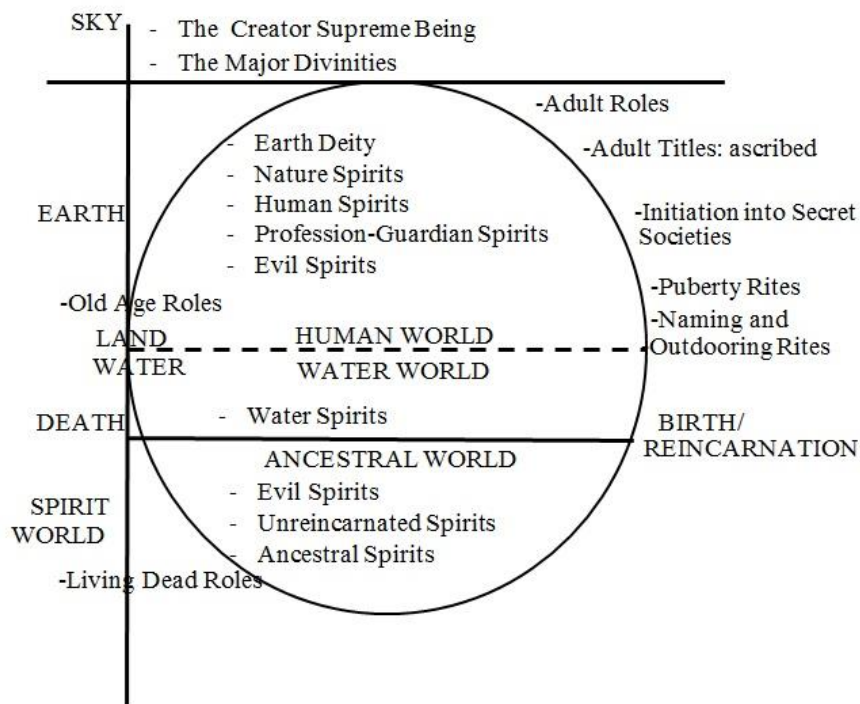 SKY
- The Creator Supreme Being
- The Major Divinities
-Adult Roles
- Earth Deity
-Adult Titles: ascribed
- Nature Spirits
EARTH
- Human Spirits
-Initiation into Secret
Societies
- Profession-Guardian Spirits
- Evil Spirits
-Puberty Rites
-Old Age Roles
-Naming and
Outdooring Rites
LAND
HUMAN WORLD
WATER
WATER WORLD
DEATH
- Water Spirits
BIRTH/
REINCARNATION
ANCESTRAL WORLD
- Evil Spirits
SPIRIT
WORLD
- Unreincarnated Spirits
- Ancestral Spirits
-Living Dead Roles